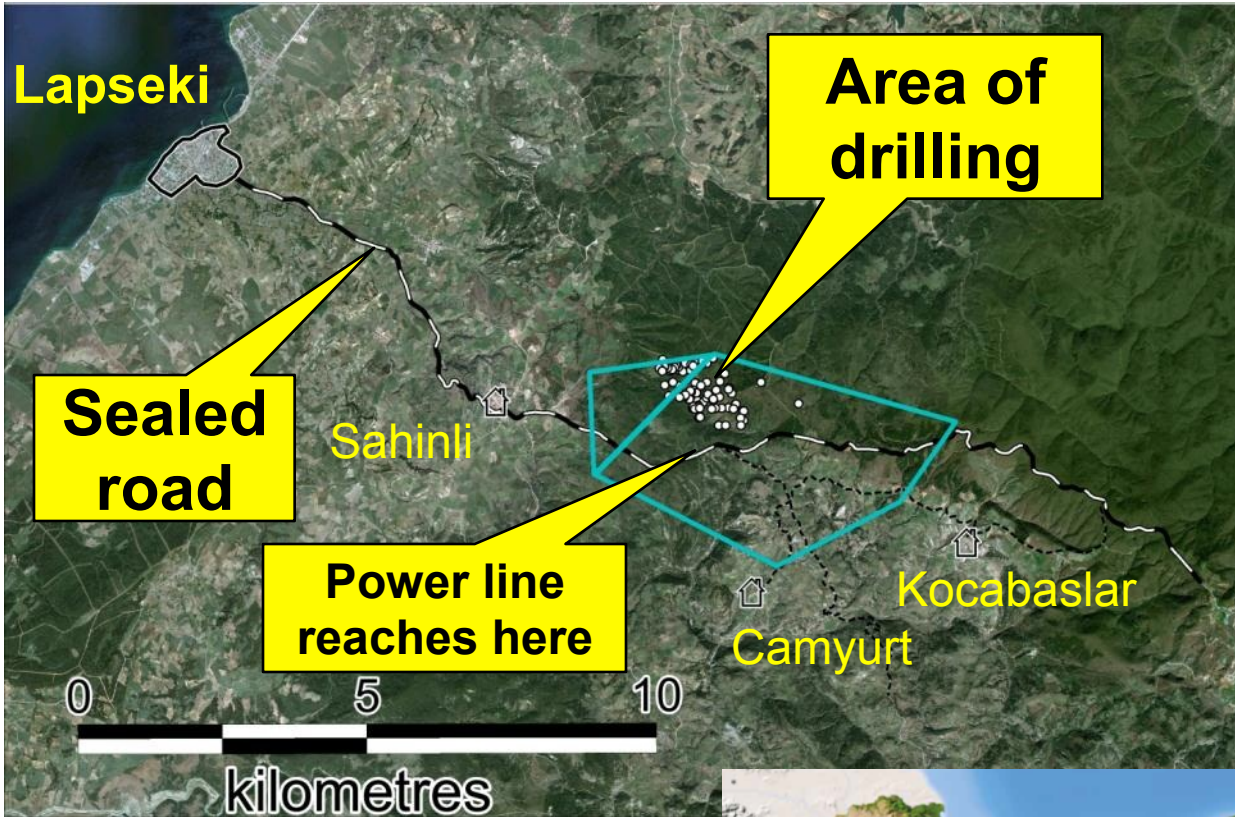 Lapseki
Area of
drilling
Sealed
road
Sahinli
Power line
reaches here
Kocabaslar
Camyurt
0 5 10
kilometres